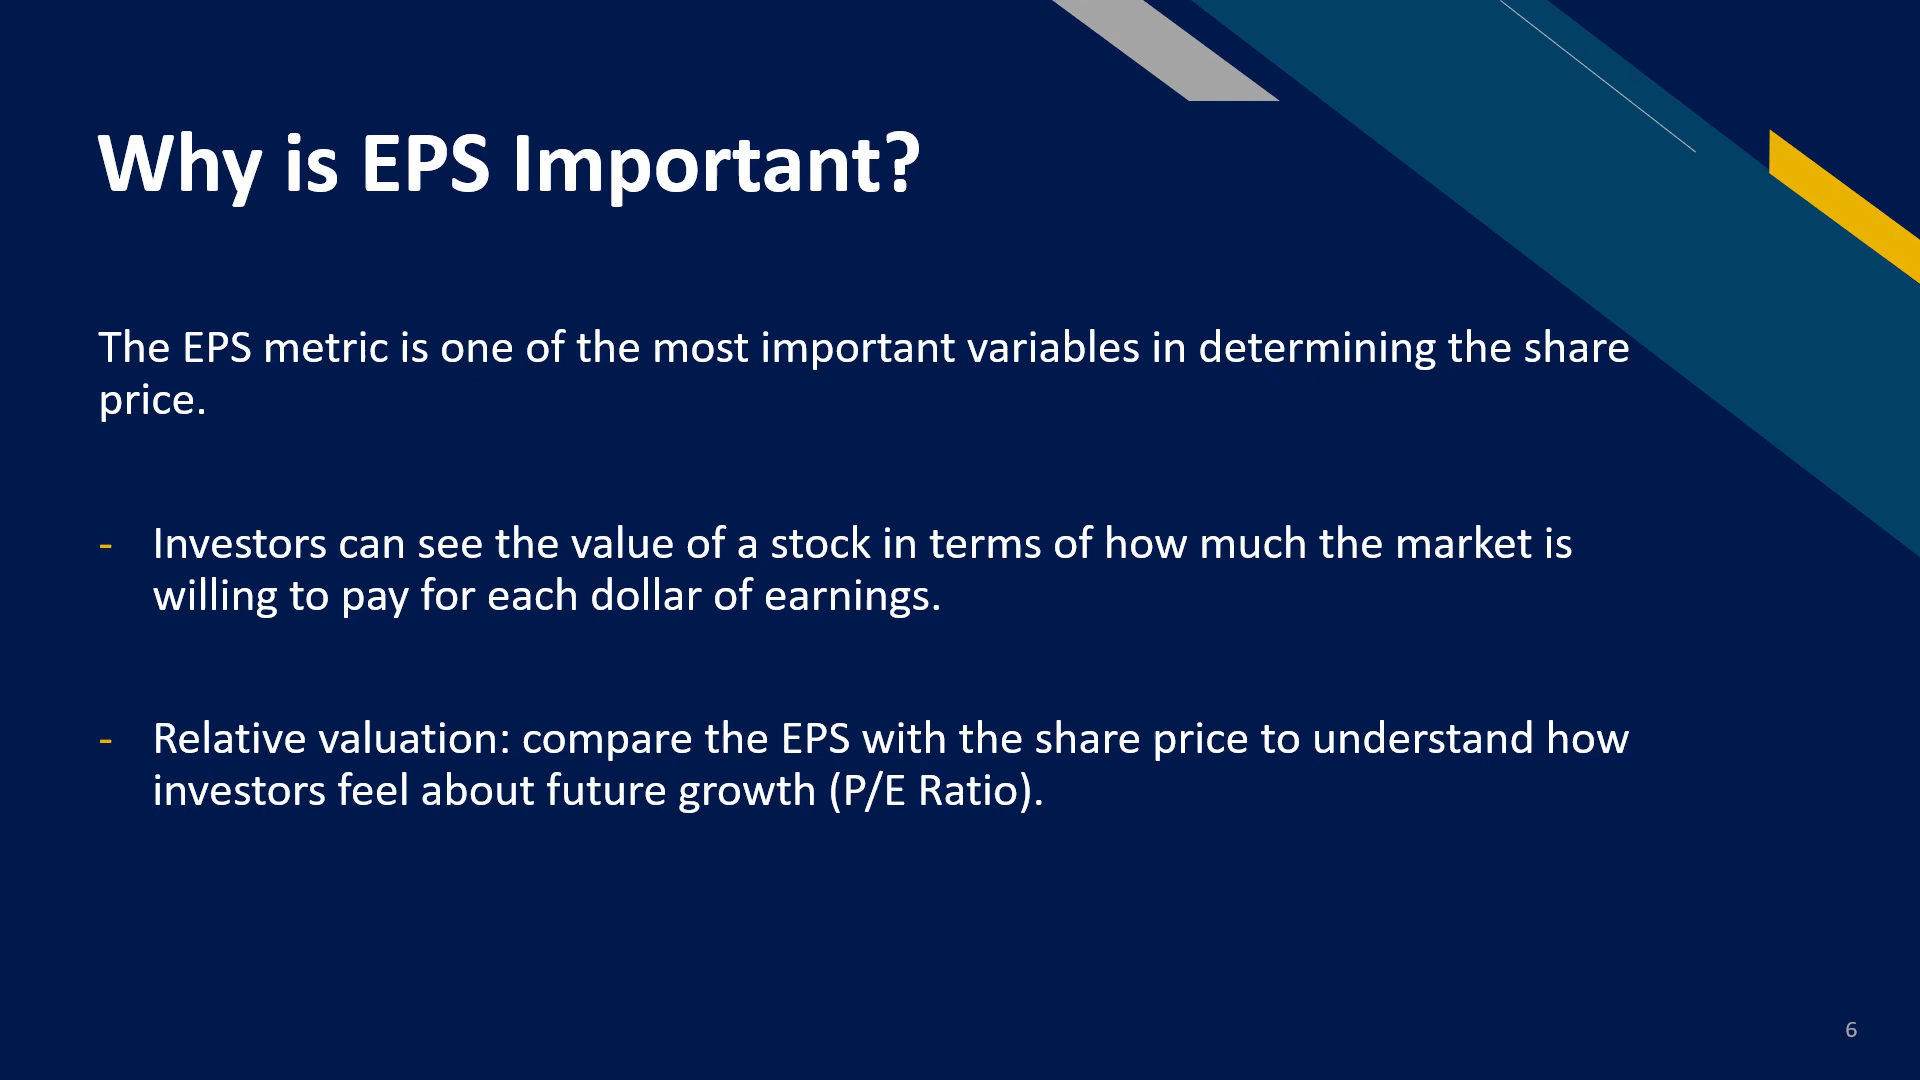 Why is EPS Important?
The EPS metric is one of the most important variables in determining the share
price.
- Investors can see the value of a stock in terms of how much the market is
willing to pay for each dollar of earnings.
- Relative valuation: compare the EPS with the share price to understand how
investors feel about future growth (P/E Ratio).
6